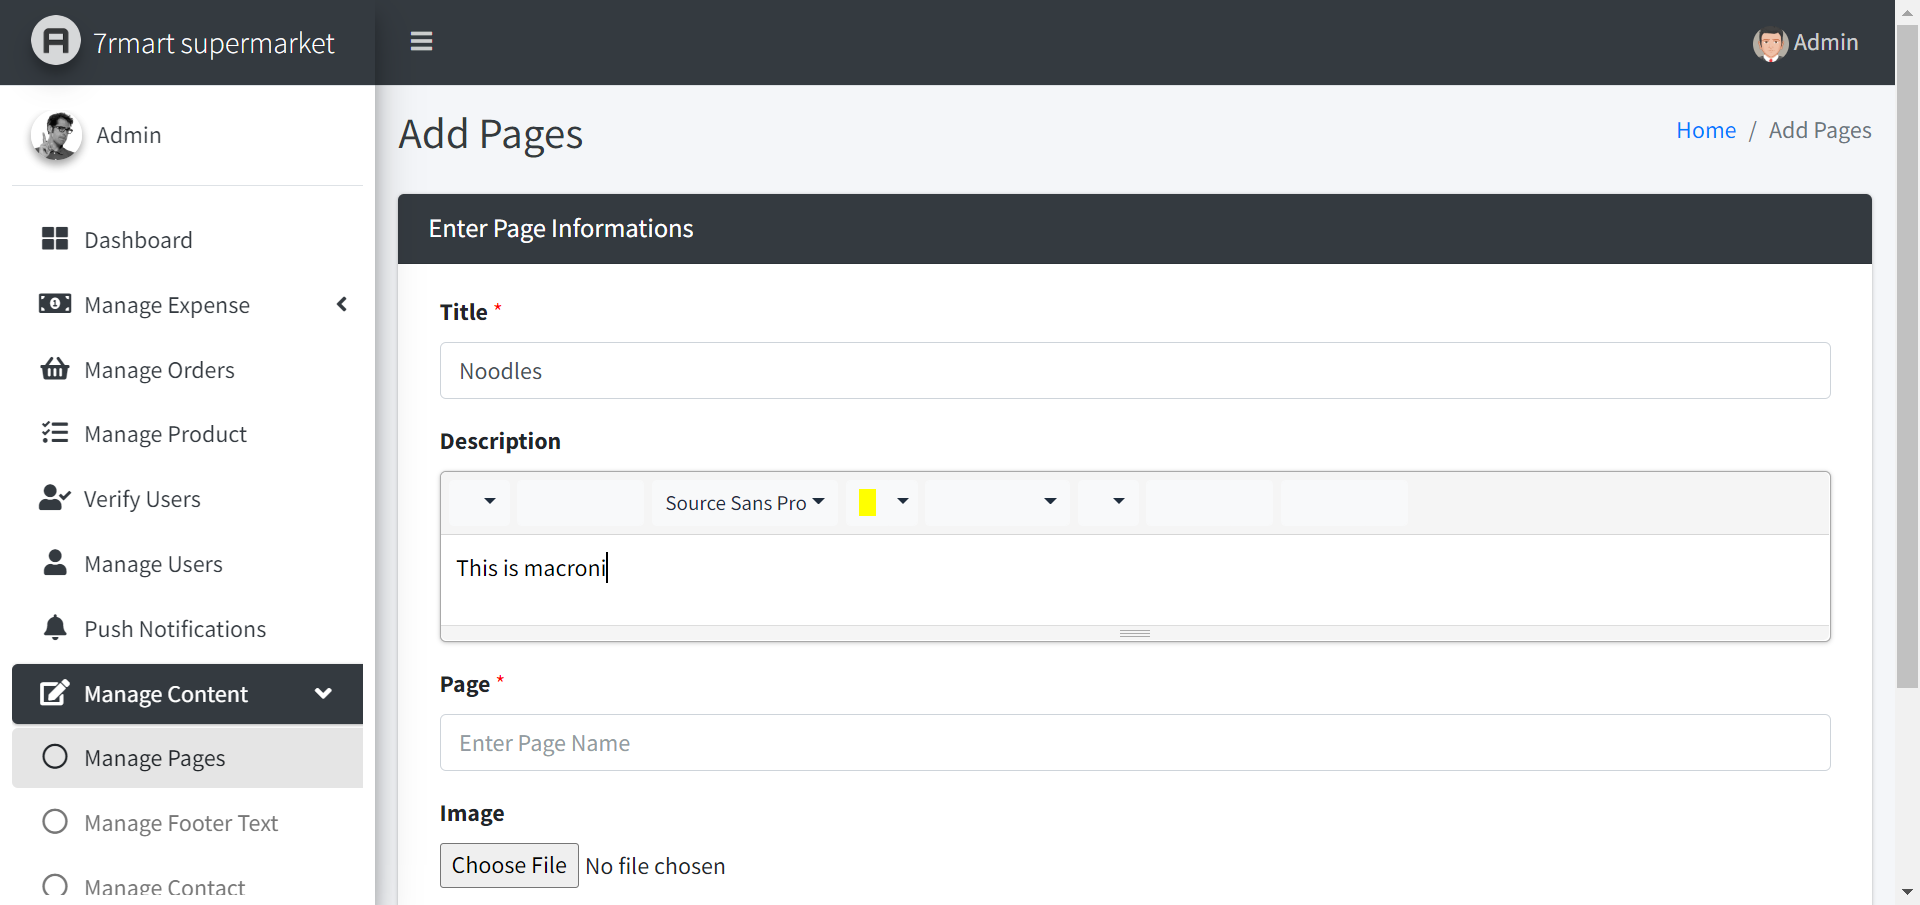 7rmart supermarket
Admin
Admin
Dashboard
Manage Expense
Manage Orders
Manage Product
Verify Users
Manage Users
Push Notifications
Manage Content
Manage Pages
Manage Footer Text
Manage Contact
Add Pages
Home / Add Pages
Enter Page Informations
Title *
Noodles
Description
Source Sans Pro
This is macroni
Page *
Enter Page Name
Image
Choose File No file chosen